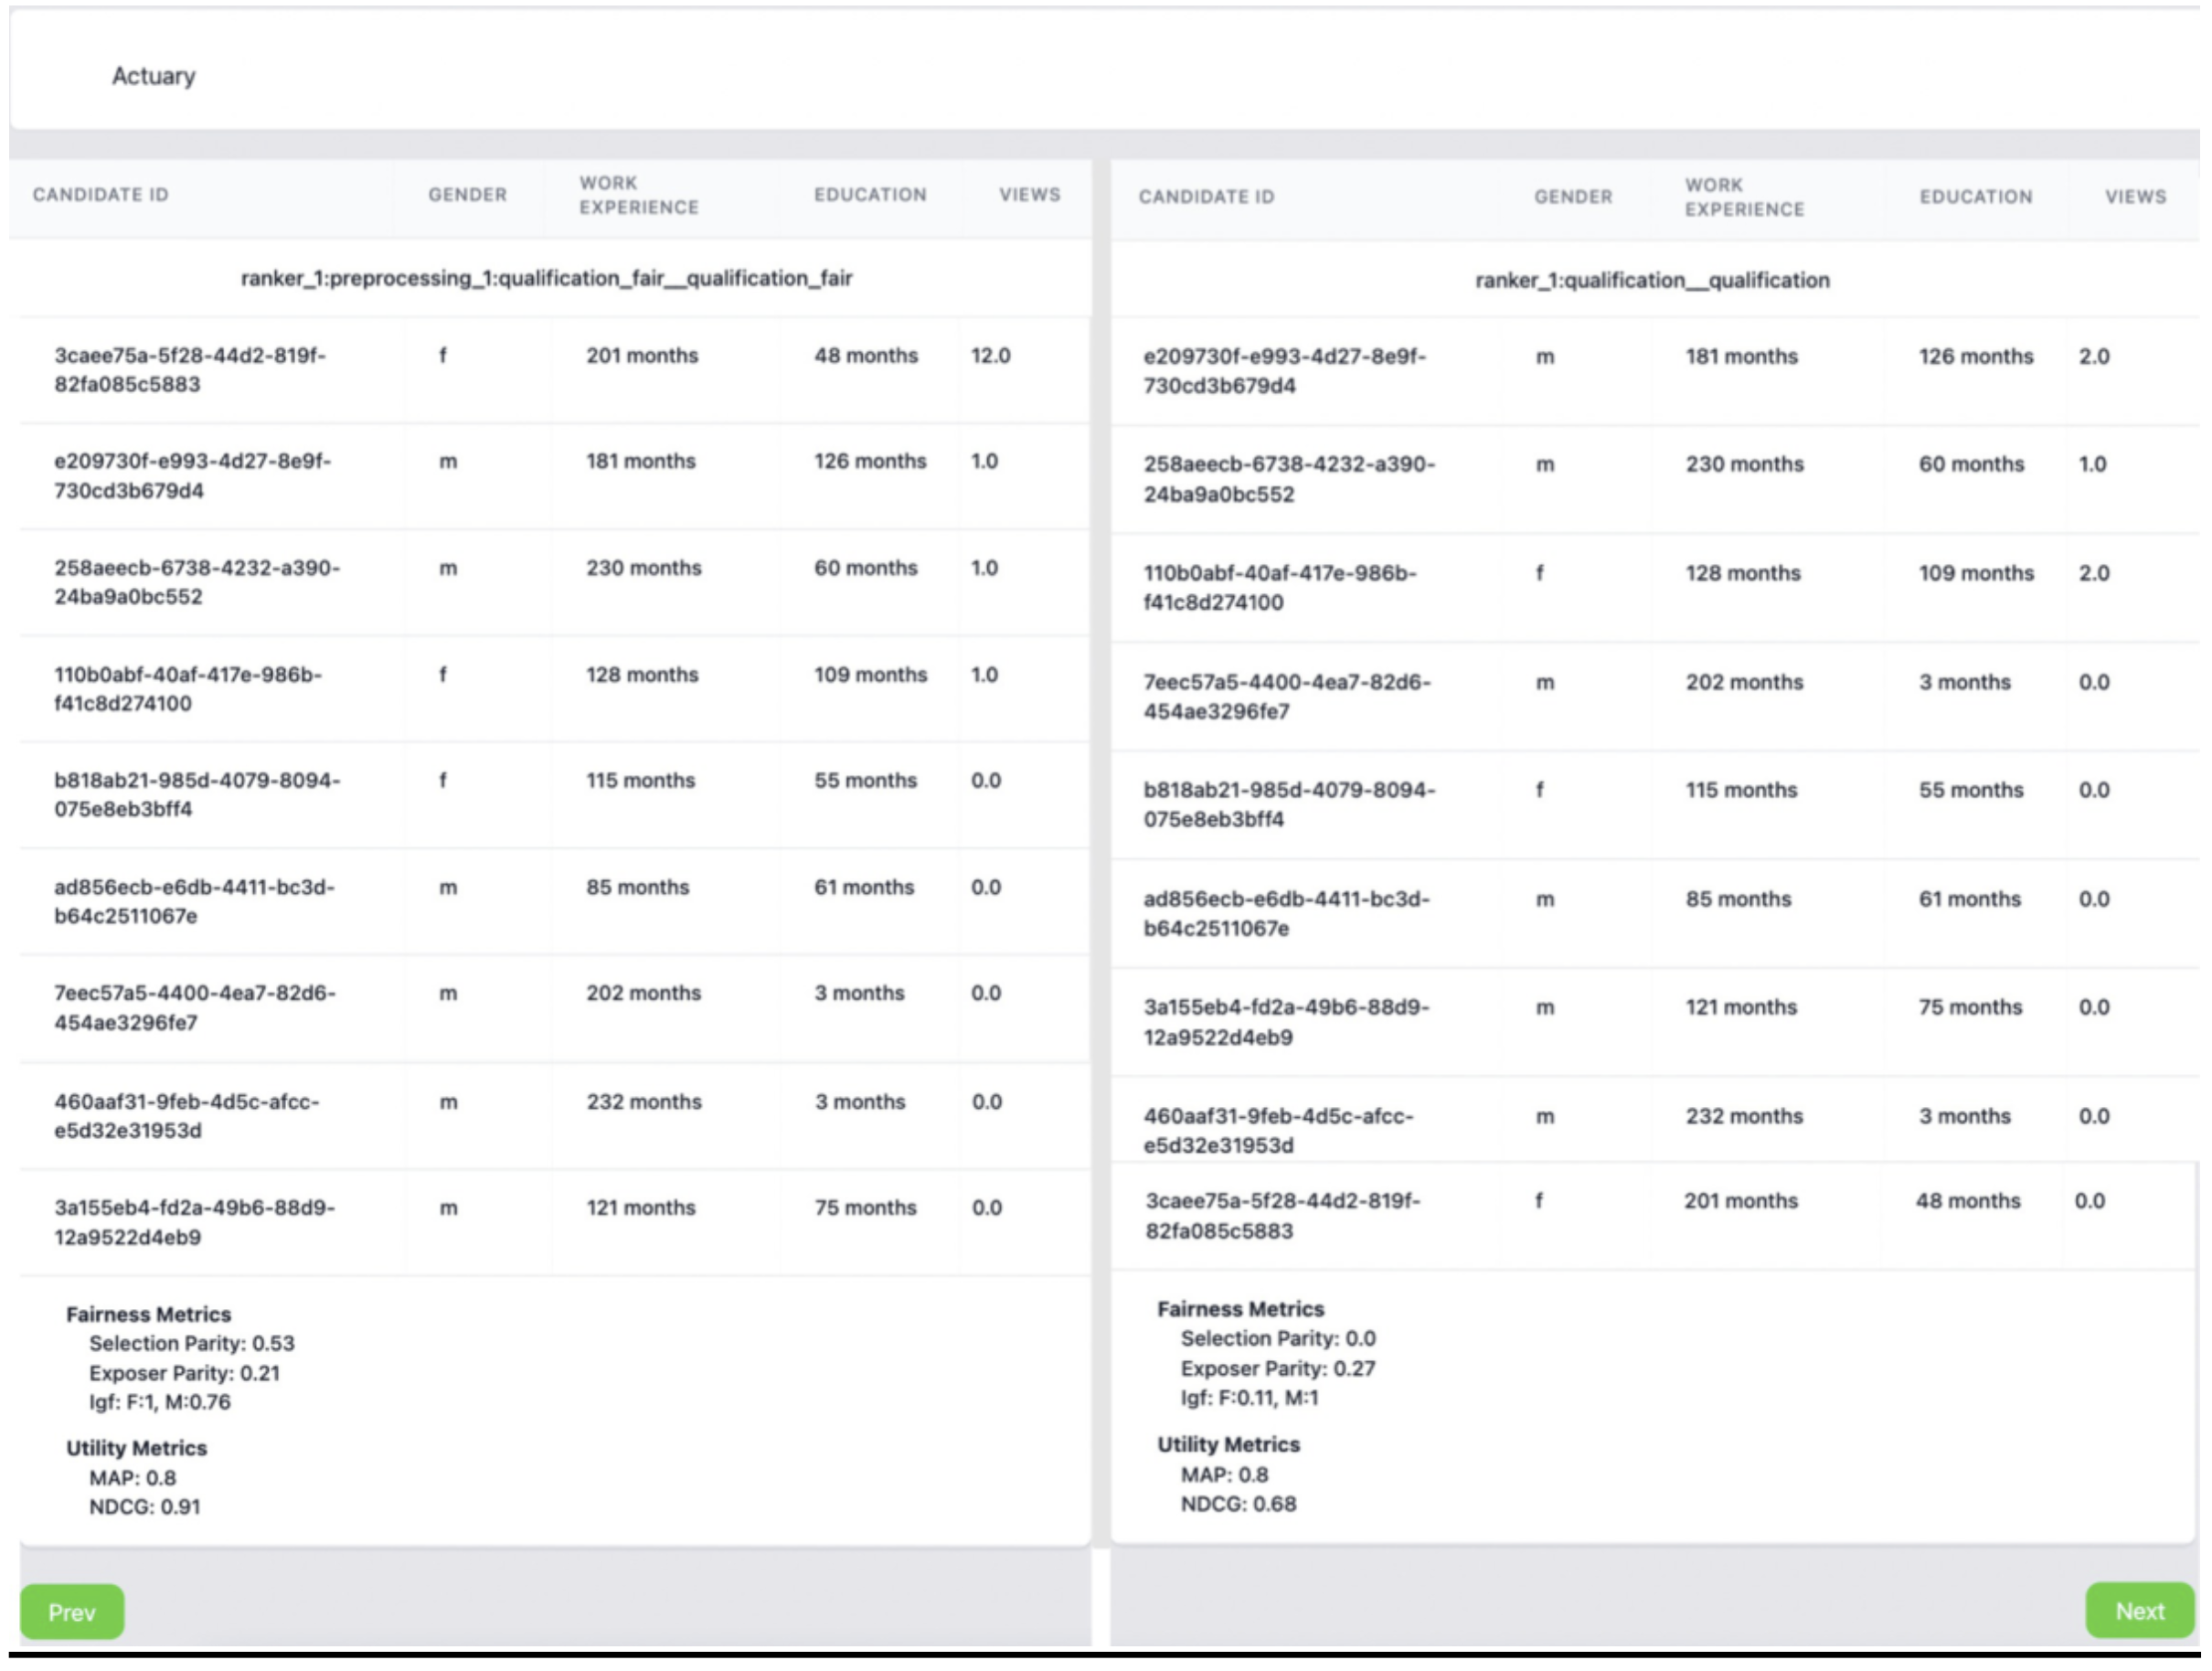 Actuary
CANDIDATE ID GENDER WORK EXPERIENCE EDUCATION VIEWS
ranker_1:preprocessing_1:qualification_fair__qualification_fair
3caee75a-5f28-44d2-819f- f 201 months 48 months 12.0
82fa085c5883
e209730f-e993-4d27-8e9f- m 181 months 126 months 1.0
730cd3b679d4
258aeecb-6738-4232-a390- m 230 months 60 months 1.0
24ba9a0bc552
110b0abf-40af-417e-986b- f 128 months 109 months 1.0
f41c8d274100
b818ab21-985d-4079-8094- f 115 months 55 months 0.0
075e8eb3bff4
ad856ecb-e6db-4411-bc3d- m 85 months 61 months 0.0
b64c2511067e
7eec57a5-4400-4ea7-82d6- m 202 months 3 months 0.0
454ae3296fe7
460aaf31-9feb-4d5c-afcc- m 232 months 3 months 0.0
e5d32e31953d
3a155eb4-fd2a-49b6-88d9- m 121 months 75 months 0.0
12a9522d4eb9
Fairness Metrics
Selection Parity: 0.53
Exposer Parity: 0.21
Igf: F:1, M:0.76
Utility Metrics
MAP: 0.8
NDCG: 0.91
Prev
CANDIDATE ID GENDER WORK EXPERIENCE EDUCATION VIEWS
ranker_1:qualification__qualification
e209730f-e993-4d27-8e9f- m 181 months 126 months 2.0
730cd3b679d4
258aeecb-6738-4232-a390- m 230 months 60 months 1.0
24ba9a0bc552
110b0abf-40af-417e-986b- f 128 months 109 months 2.0
f41c8d274100
7eec57a5-4400-4ea7-82d6- m 202 months 3 months 0.0
454ae3296fe7
b818ab21-985d-4079-8094- f 115 months 55 months 0.0
075e8eb3bff4
ad856ecb-e6db-4411-bc3d- m 85 months 61 months 0.0
b64c2511067e
3a155eb4-fd2a-49b6-88d9- m 121 months 75 months 0.0
12a9522d4eb9
460aaf31-9feb-4d5c-afcc- m 232 months 3 months 0.0
e5d32e31953d
3caee75a-5f28-44d2-819f- f 201 months 48 months 0.0
82fa085c5883
Fairness Metrics
Selection Parity: 0.0
Exposer Parity: 0.27
Igf: F:0.11, M:1
Utility Metrics
MAP: 0.8
NDCG: 0.68
Next